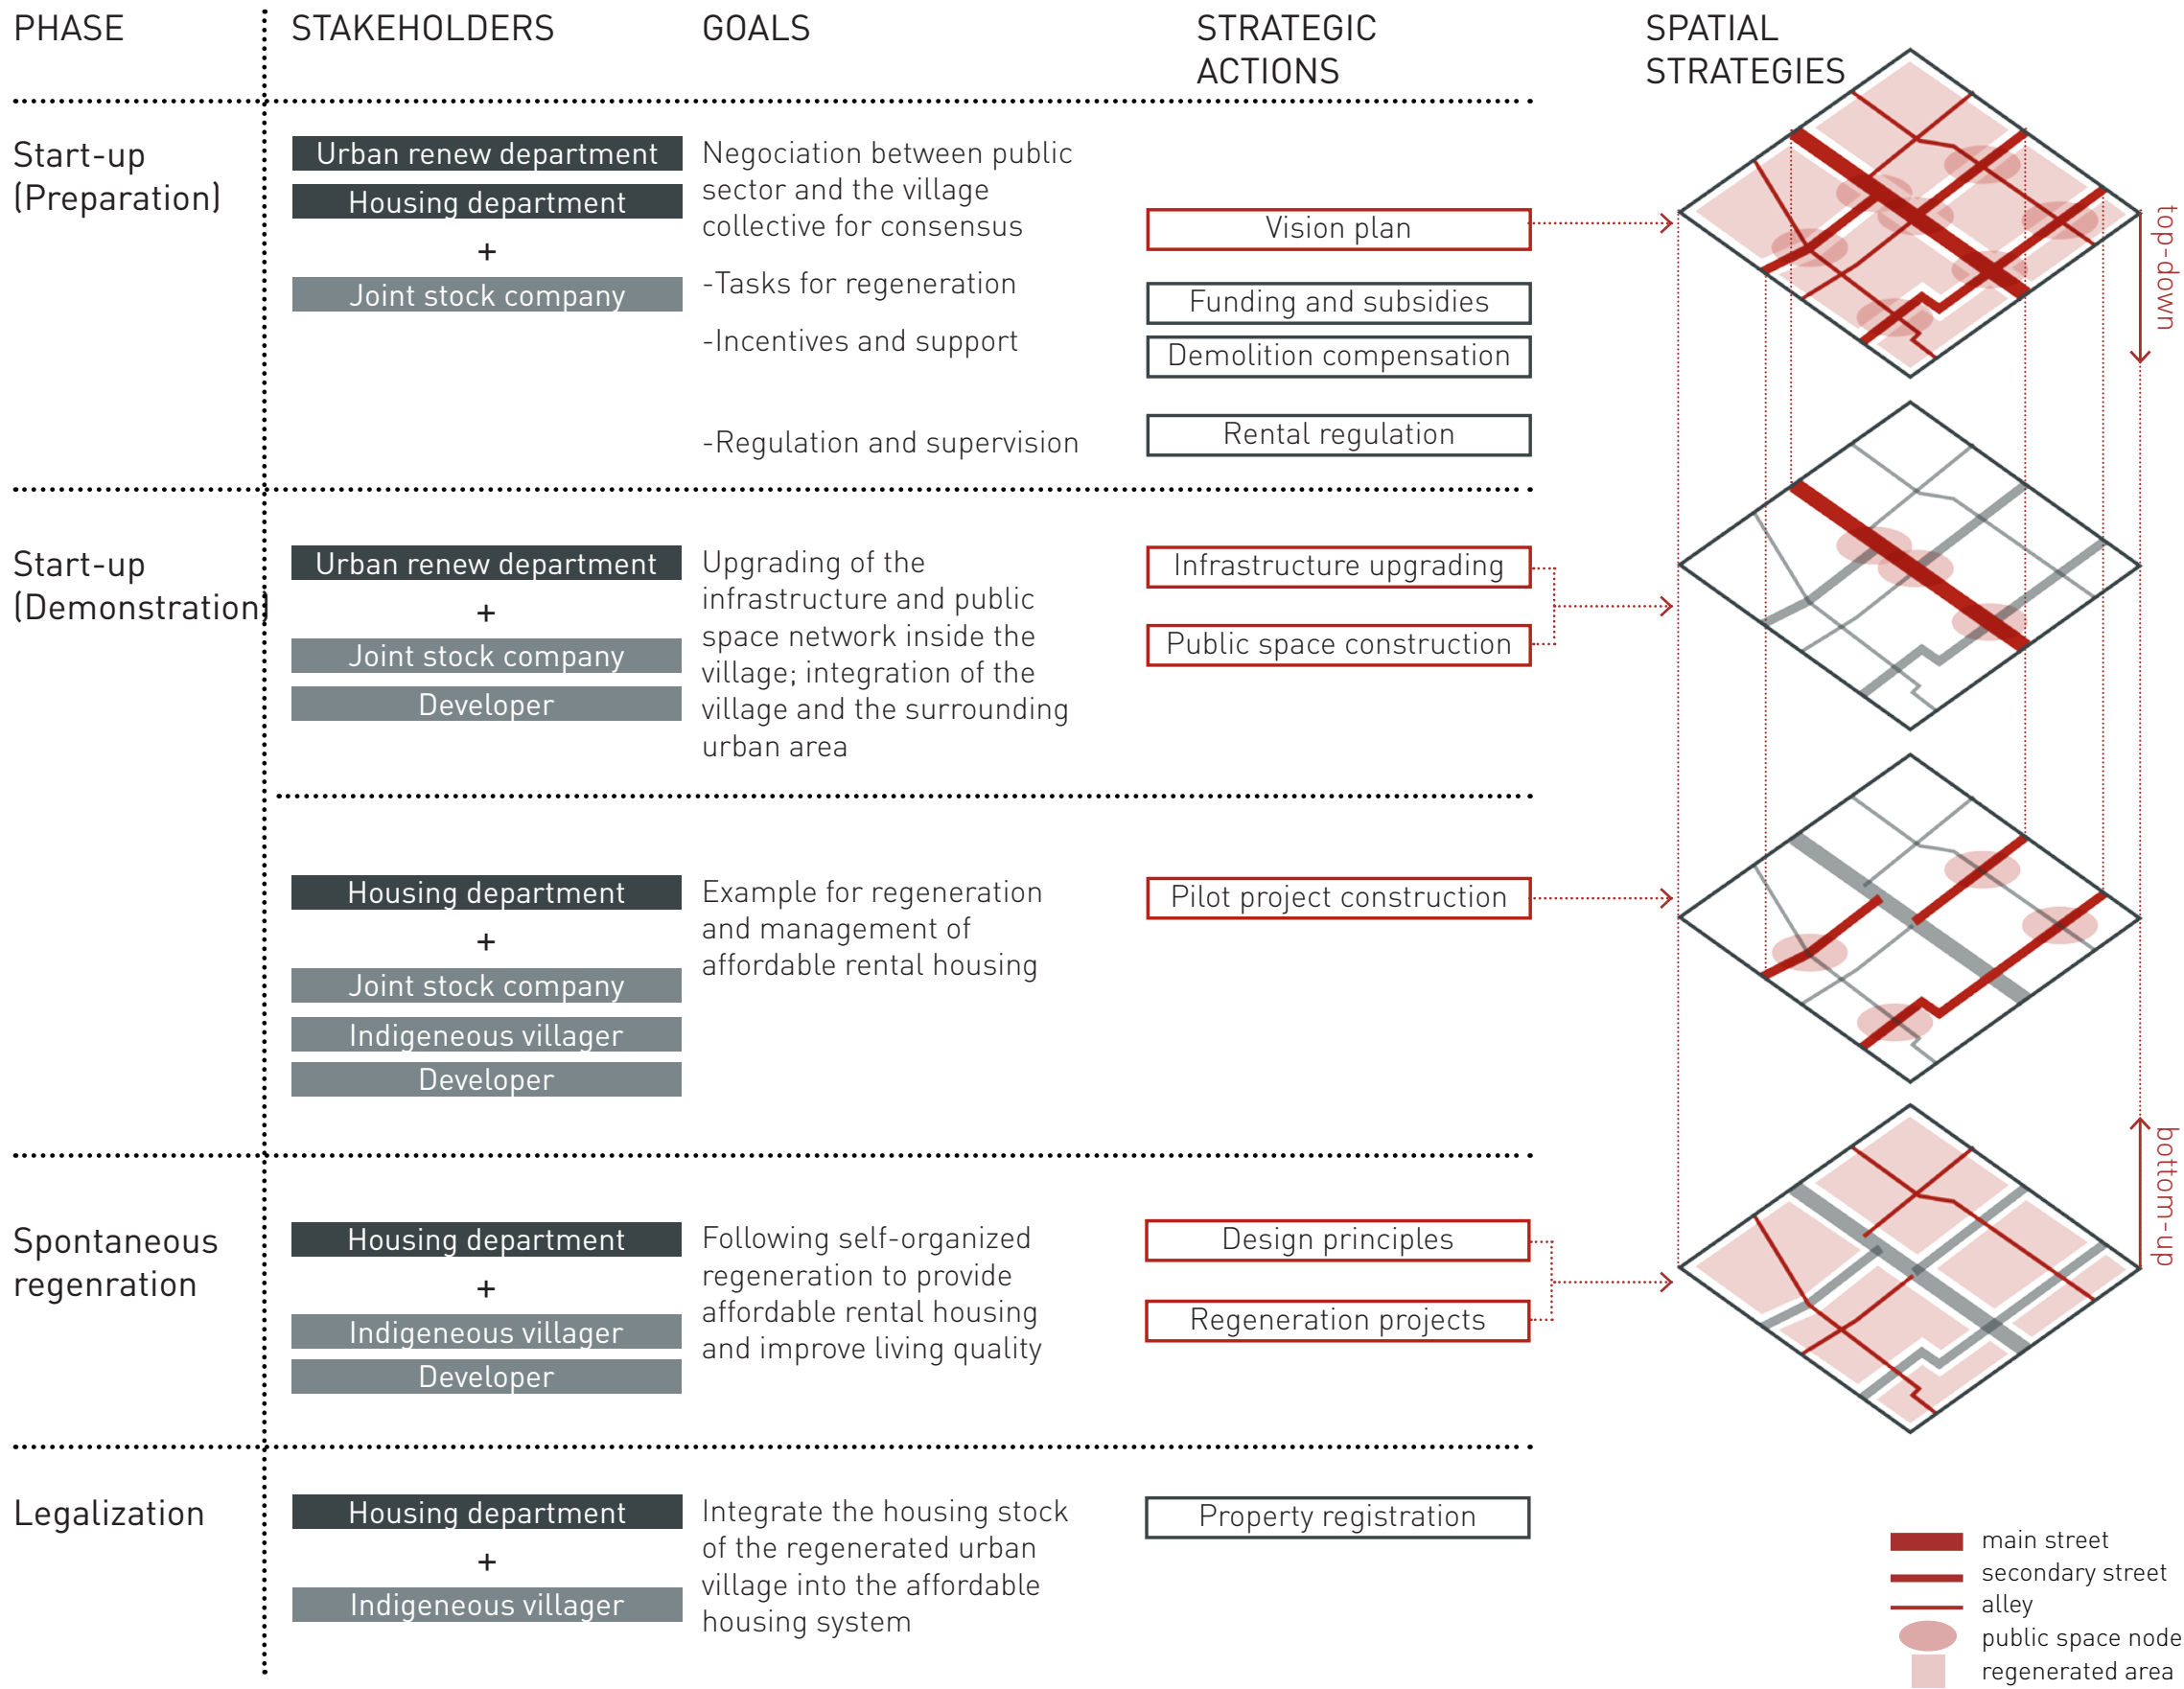 PHASE
STAKEHOLDERS
GOALS
STRATEGIC
ACTIONS
SPATIAL
STRATEGIES
Start-up
(Preparation)
Urban renew department
Housing department
+
Joint stock company
Negociation between public
sector and the village
collective for consensus
-Tasks for regeneration
-Incentives and support
-Regulation and supervision
Vision plan
Funding and subsidies
Demolition compensation
Rental regulation
top-down
Start-up
(Demonstration)
Urban renew department
+
Joint stock company
Developer
Upgrading of the
infrastructure and public
space network inside the
village; integration of the
village and the surrounding
urban area
Infrastructure upgrading
Public space construction
Housing department
+
Joint stock company
Indigeneous villager
Developer
Example for regeneration
and management of
affordable rental housing
Pilot project construction
bottom-up
Spontaneous
regenration
Housing department
+
Indigeneous villager
Developer
Following self-organized
regeneration to provide
affordable rental housing
and improve living quality
Design principles
Regeneration projects
Legalization
Housing department
+
Indigeneous villager
Integrate the housing stock
of the regenerated urban
village into the affordable
housing system
Property registration
main street
secondary street
alley
public space node
regenerated area